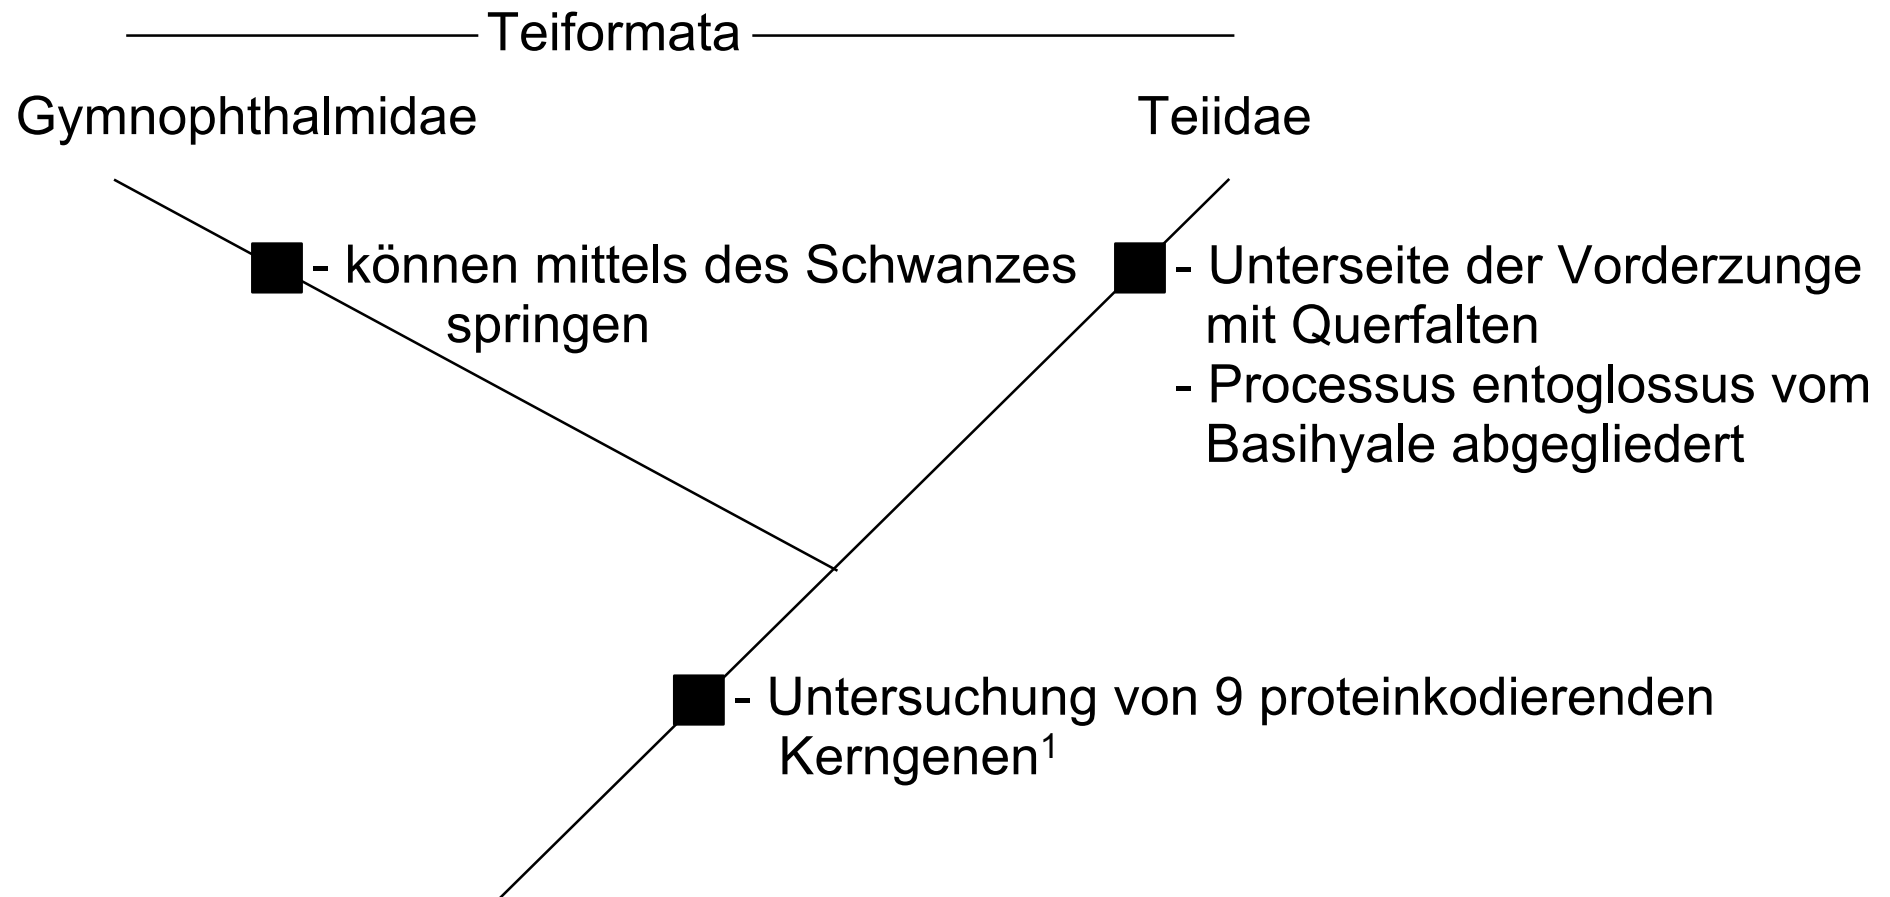 Teiformata
Gymnophthalmidae
Teiidae
- können mittels des Schwanzes
springen
- Unterseite der Vorderzunge
mit Querfalten
- Processus entoglossus vom
Basihyale abgegliedert
- Untersuchung von 9 proteinkodierenden
Kerngenen¹